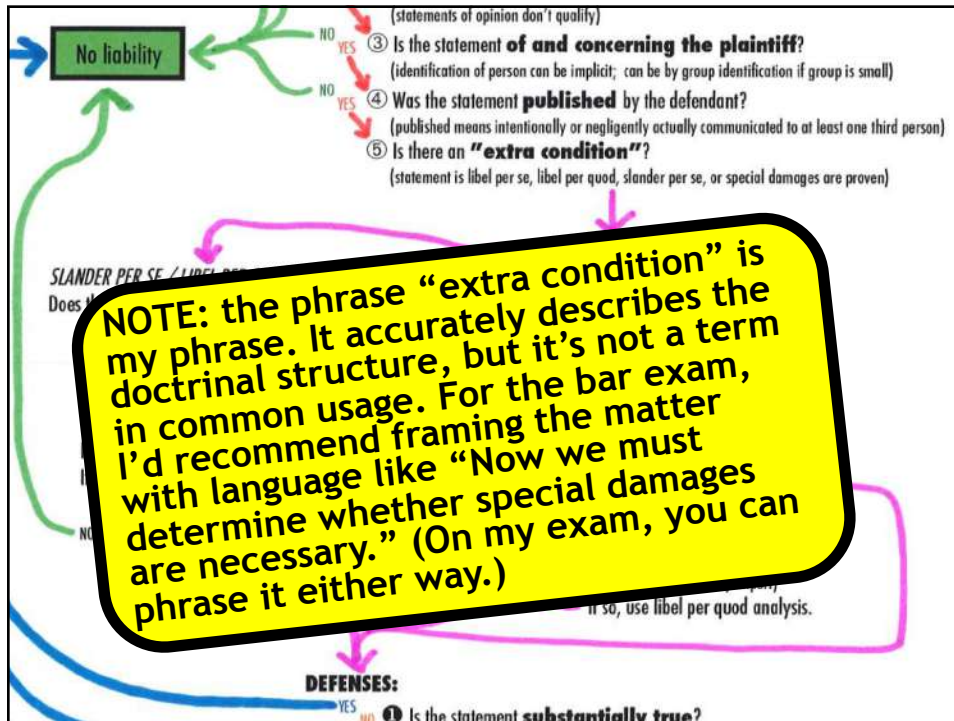 (statements of opinion don't qualify)
No liability
NO YES ③ Is the statement of and concerning the plaintiff?
(identification of person can be implicit; can be by group identification if group is small)
NO YES ④ Was the statement published by the defendant?
(published means intentionally or negligently actually communicated to at least one third person)
⑤ Is there an "extra condition"?
(statement is libel per se, libel per quod, slander per se, or special damages are proven)
SLANDER PER SE / LIBEL PER
Does
NOTE: the phrase “extra condition” is
my phrase. It accurately describes the
doctrinal structure, but it’s not a term
in common usage. For the bar exam,
I’d recommend framing the matter
with language like “Now we must
determine whether special damages
are necessary.” (On my exam, you can
phrase it either way.)
NO
If so, use libel per quod analysis.
DEFENSES:
YES
NO ❶ Is the statement substantially true?